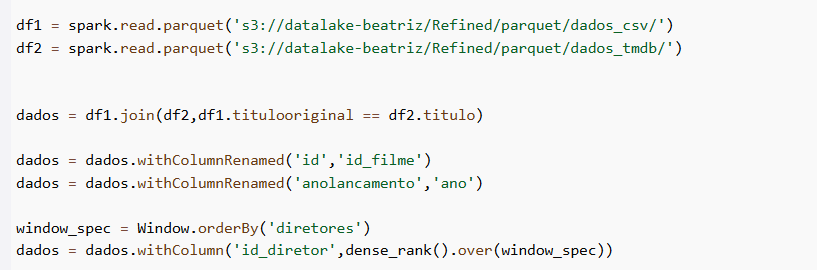 df1 = spark.read.parquet('s3://datalake-beatriz/Refined/parquet/dados_csv/')
df2 = spark.read.parquet('s3://datalake-beatriz/Refined/parquet/dados_tmdb/')
dados = df1.join(df2,df1.titulooriginal == df2.titulo)
dados = dados.withColumnRenamed('id','id_filme')
dados = dados.withColumnRenamed('anolancamento','ano')
window_spec = Window.orderBy('diretores')
dados = dados.withColumn('id_diretor',dense_rank().over(window_spec))